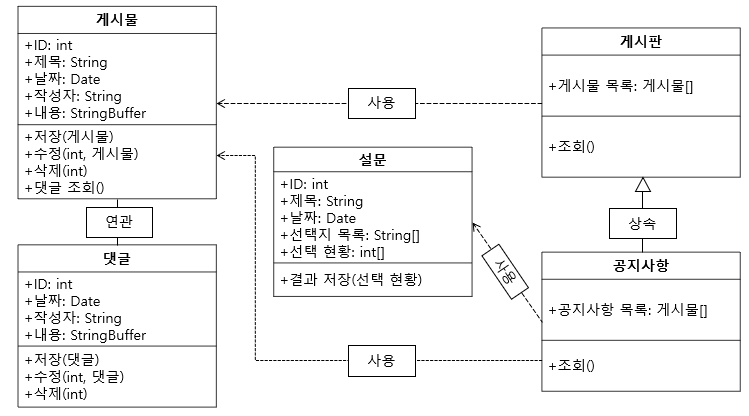 게시물
+ID: int
+제목: String
+날짜: Date
+작성자: String
+내용: StringBuffer
+저장(게시물)
+수정(int, 게시물)
+삭제(int)
+댓글 조회()
연관
댓글
+ID: int
+날짜: Date
+작성자: String
+내용: StringBuffer
+저장(댓글)
+수정(int, 댓글)
+삭제(int)
사용
설문
+ID: int
+제목: String
+날짜: Date
+선택지 목록: String[]
+선택 현황: int[]
+결과 저장(선택 현황)
사용
사용
게시판
+게시물 목록: 게시물[]
+조회()
상속
공지사항
+공지사항 목록: 게시물[]
+조회()